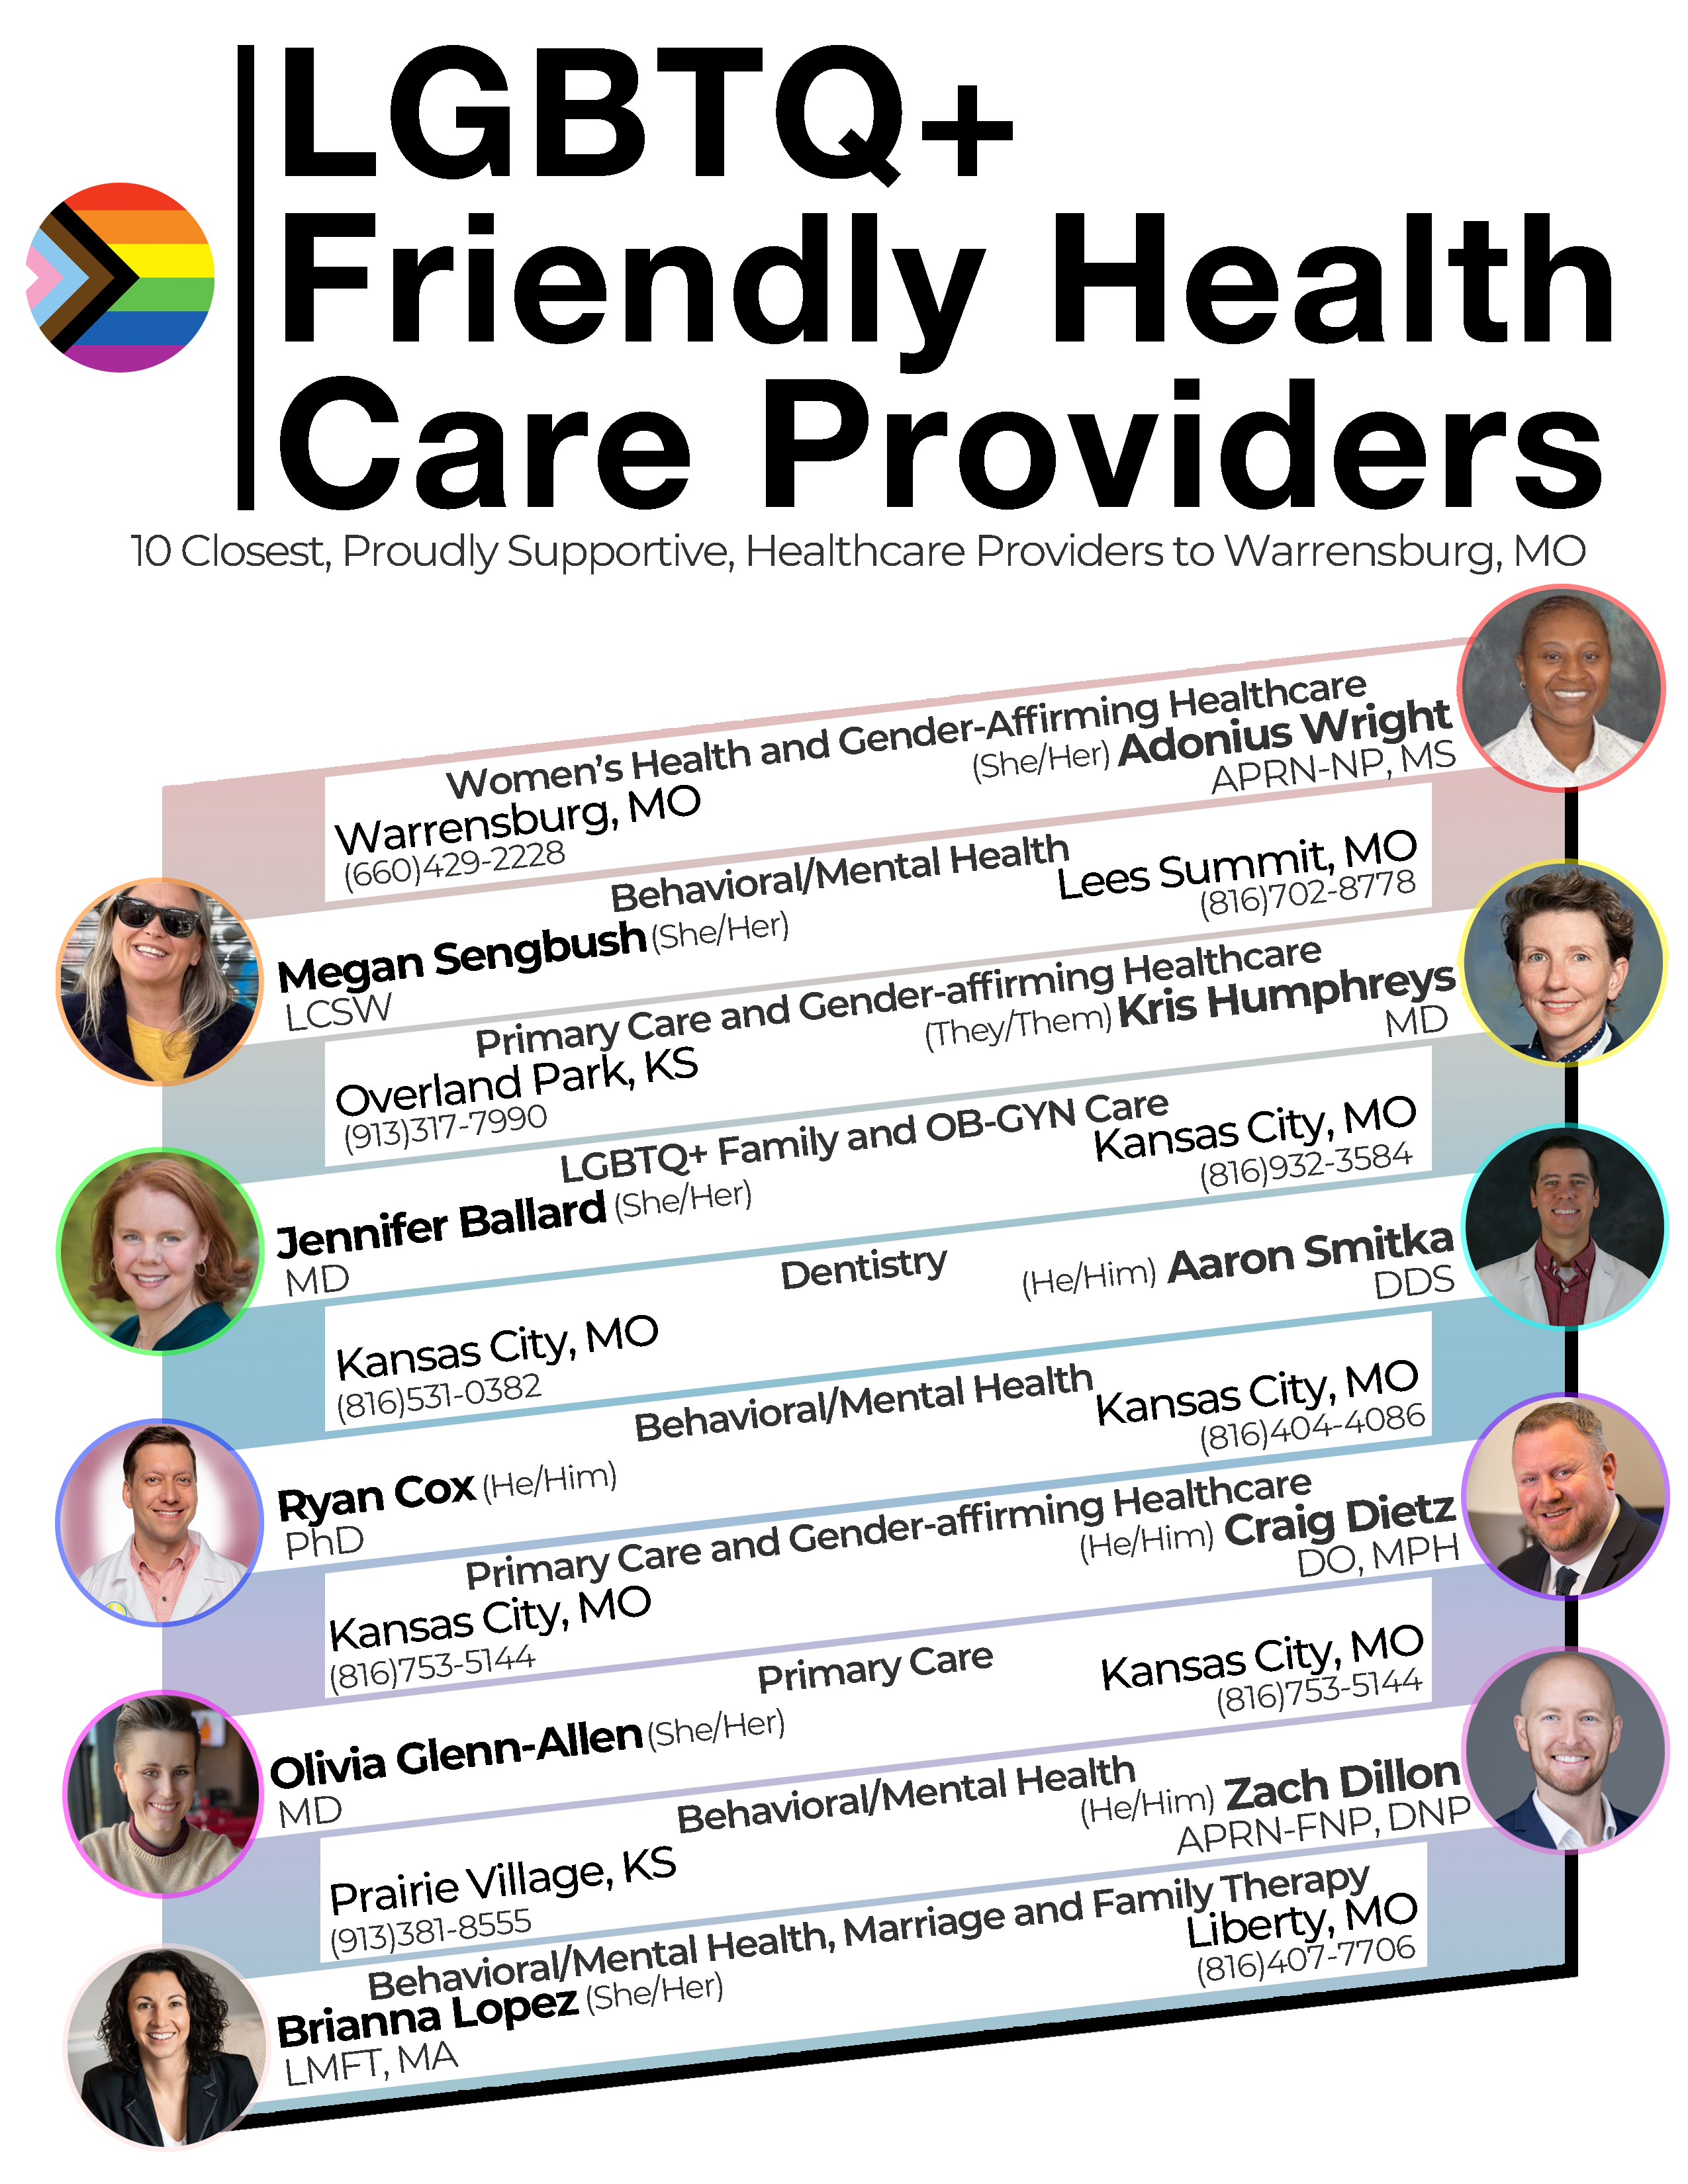 LGBTQ+
Friendly Health
Care Providers
10 Closest, Proudly Supportive, Healthcare Providers to Warrensburg, MO
Women's Health and Gender-Affirming Healthcare
(She/Her) Adonius Wright
APRN-NP, MS
Warrensburg, MO
(660)429-2228
Behavioral/Mental Health
Megan Sengbush (She/Her)
LCSW
Lees Summit, MO
(816)702-8778
Primary Care and Gender-affirming Healthcare
(They/Them) Kris Humphreys
MD
Overland Park, KS
(913)317-7990
LGBTQ+ Family and OB-GYN Care
Jennifer Ballard (She/Her)
MD
Kansas City, MO
(816)932-3584
Dentistry
(He/Him) Aaron Smitka
DDS
Kansas City, MO
(816)531-0382
Behavioral/Mental Health
Ryan Cox (He/Him)
PhD
Kansas City, MO
(816)404-4086
Primary Care and Gender-affirming Healthcare
(He/Him) Craig Dietz
DO, MPH
Kansas City, MO
(816)753-5144
Primary Care
Olivia Glenn-Allen (She/Her)
MD
Kansas City, MO
(816)753-5144
Behavioral/Mental Health
(He/Him) Zach Dillon
APRN-FNP, DNP
Prairie Village, KS
(913)381-8555
Behavioral/Mental Health, Marriage and Family Therapy
Brianna Lopez (She/Her)
LMFT, MA
Liberty, MO
(816)407-7706